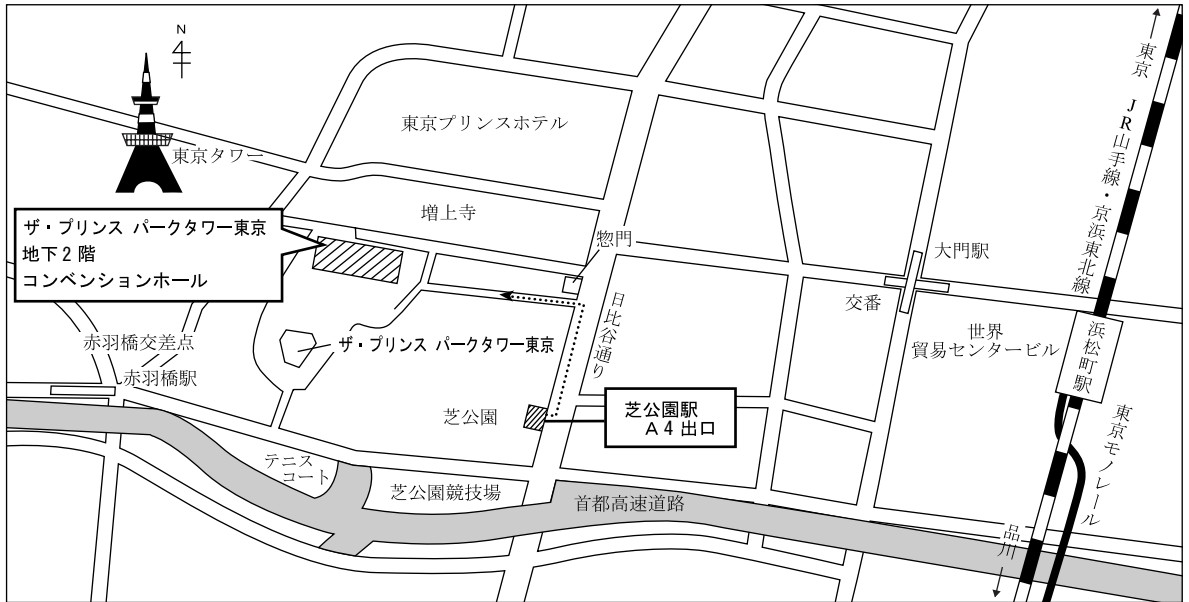 N
東京プリンスホテル
東京タワー
増上寺
ザ・プリンス パークタワー東京
地下2階
コンベンションホール
惣門
日比谷通り
大門駅
交番
世界
貿易センタービル
浜松町駅
東京
JR山手線・京浜東北線
東京モノレール
品川
赤羽橋交差点
赤羽橋駅
ザ・プリンス パークタワー東京
芝公園
芝公園駅
A4出口
テニス
コート
芝公園競技場
首都高速道路